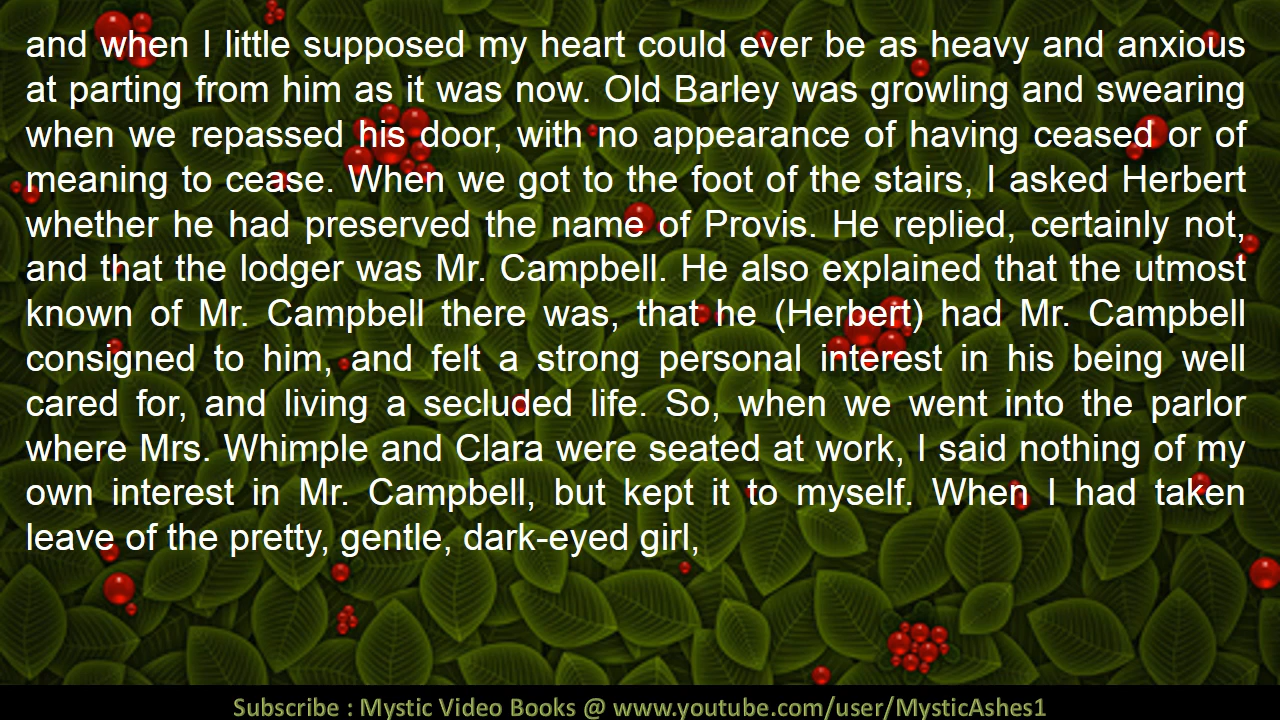 and when I little supposed my heart could ever be as heavy and anxious
at parting from him as it was now. Old Barley was growling and swearing
when we repassed his door, with no appearance of having ceased or of
meaning to cease. When we got to the foot of the stairs, I asked Herbert
whether he had preserved the name of Provis. He replied, certainly not,
and that the lodger was Mr. Campbell. He also explained that the utmost
known of Mr. Campbell there was, that he (Herbert) had Mr. Campbell
consigned to him, and felt a strong personal interest in his being well
cared for, and living a secluded life. So, when we went into the parlor
where Mrs. Whimple and Clara were seated at work, I said nothing of my
own interest in Mr. Campbell, but kept it to myself. When I had taken
leave of the pretty, gentle, dark-eyed girl,
Subscribe : Mystic Video Books @ www.youtube.com/user/MysticAshes1